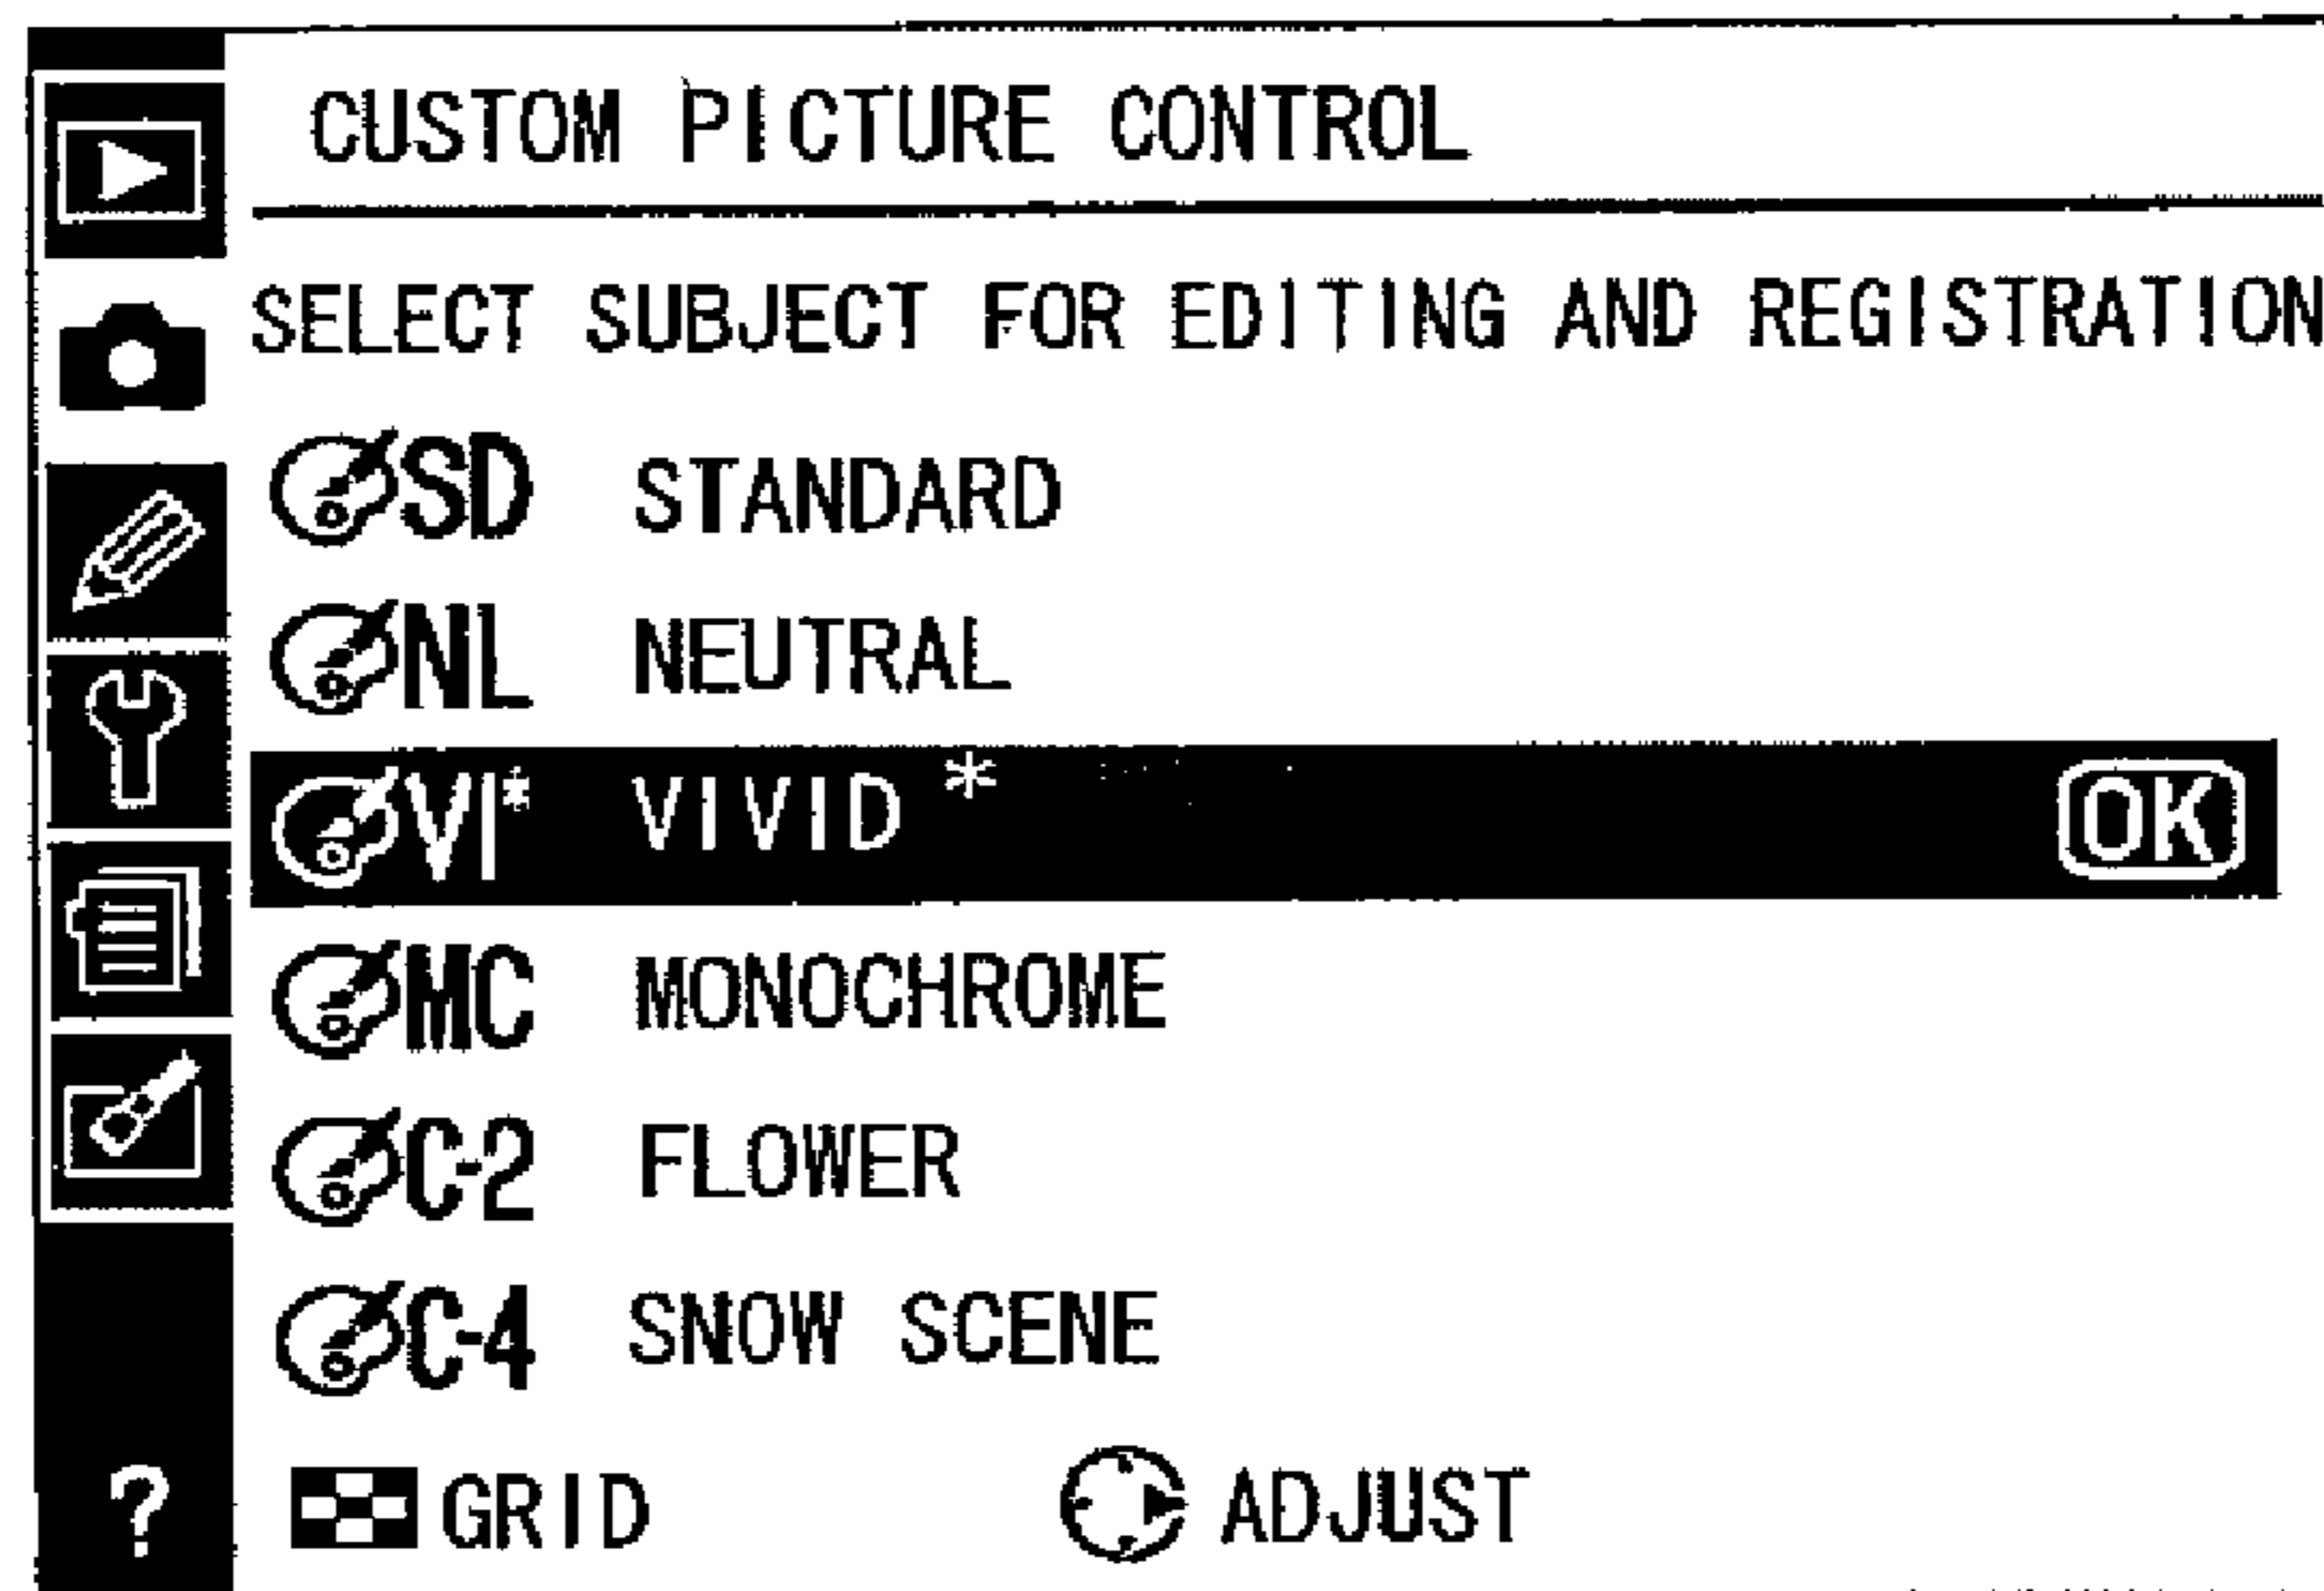 CUSTOM PICTURE CONTROL
SELECT SUBJECT FOR EDITING AND REGISTRATION
SD STANDARD
NL NEUTRAL
VI* VIVID * OK
MC MONOCHROME
C-2 FLOWER
C-4 SNOW SCENE
? GRID ADJUST